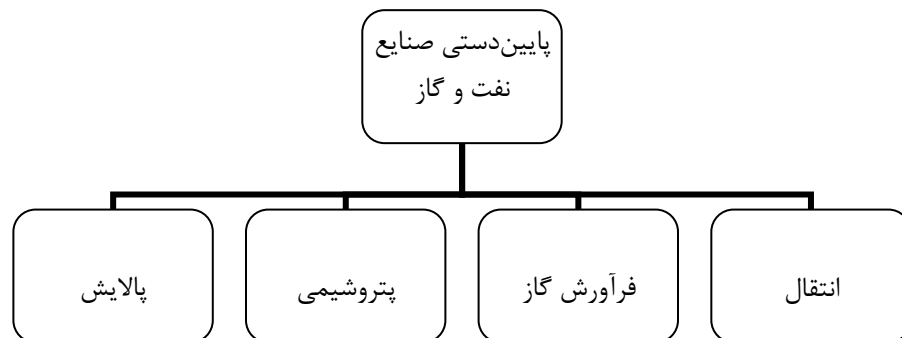 پایین‌دستی صنایع
نفت و گاز
انتقال
فرآورش گاز
پتروشیمی
پالایش